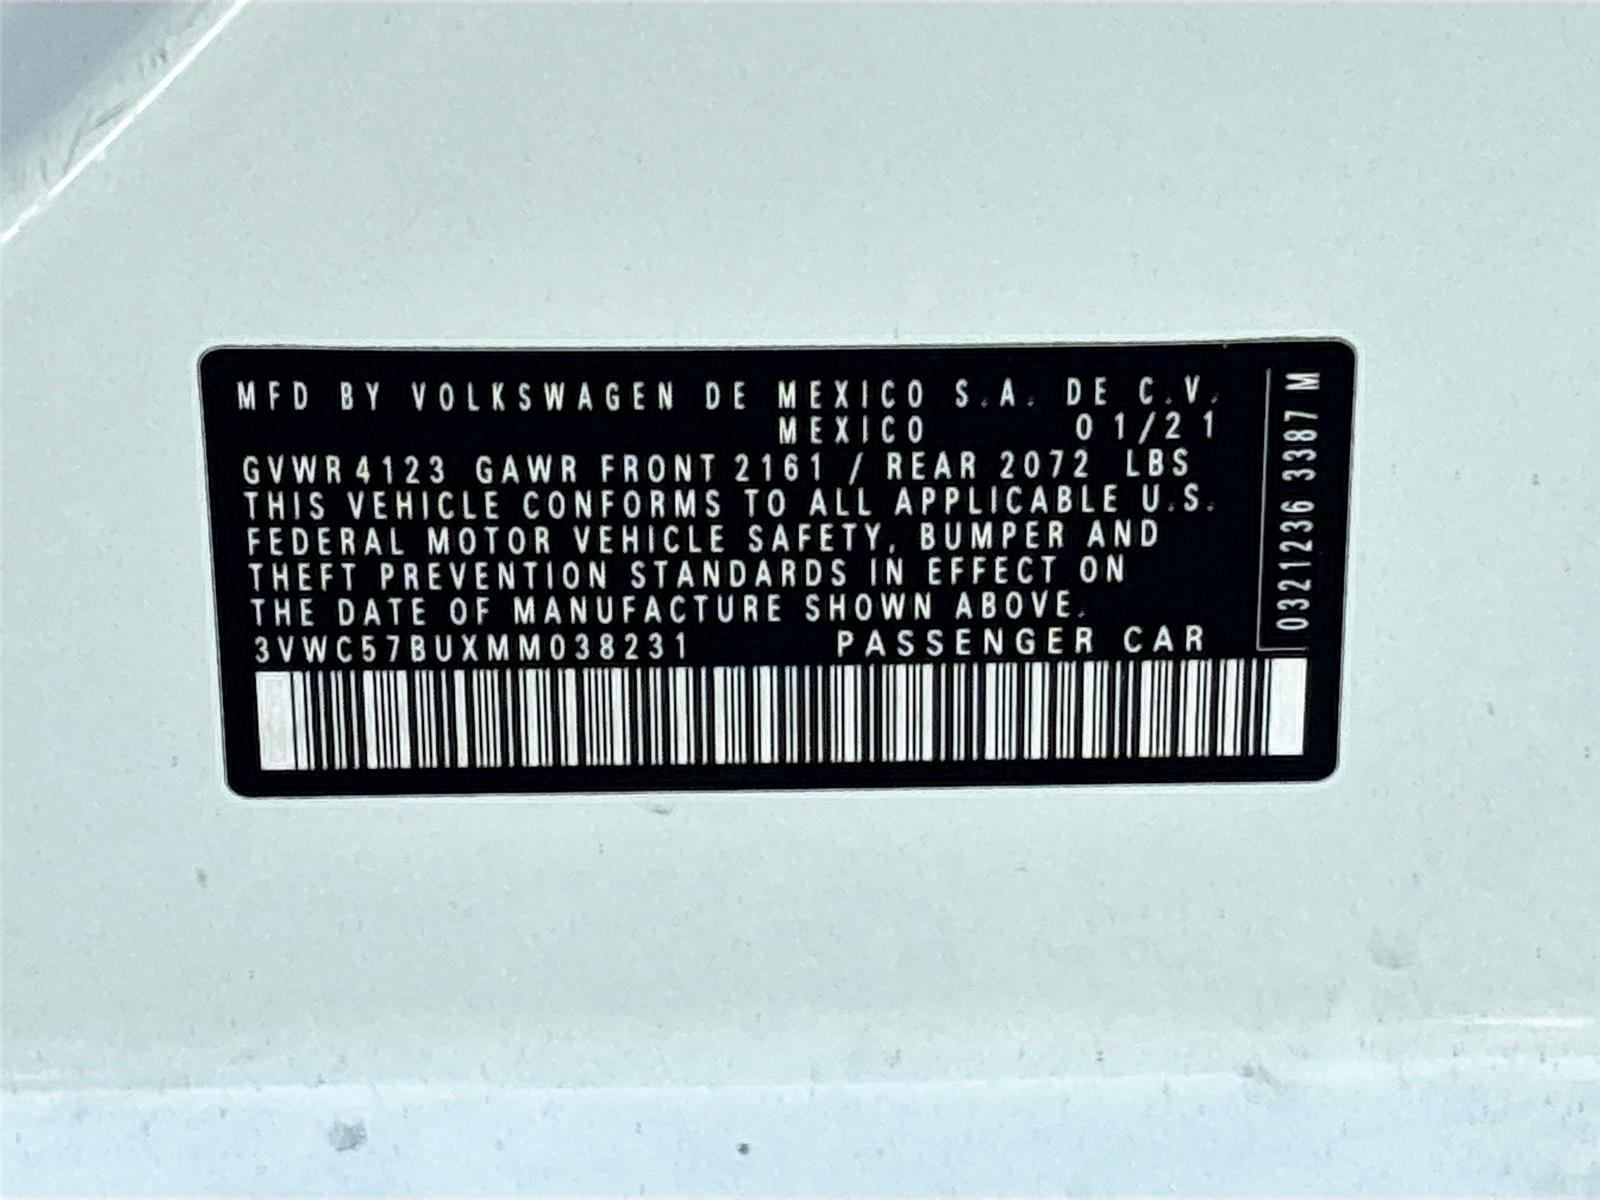 MFD BY VOLKSWAGEN DE MEXICO S.A. DE C.V.
MEXICO 01/21
GVWR 4123 GAWR FRONT 2161 / REAR 2072 LBS
THIS VEHICLE CONFORMS TO ALL APPLICABLE U.S.
FEDERAL MOTOR VEHICLE SAFETY, BUMPER AND
THEFT PREVENTION STANDARDS IN EFFECT ON
THE DATE OF MANUFACTURE SHOWN ABOVE.
3VWC57BUXMM038231 PASSENGER CAR
0321236 3387 M